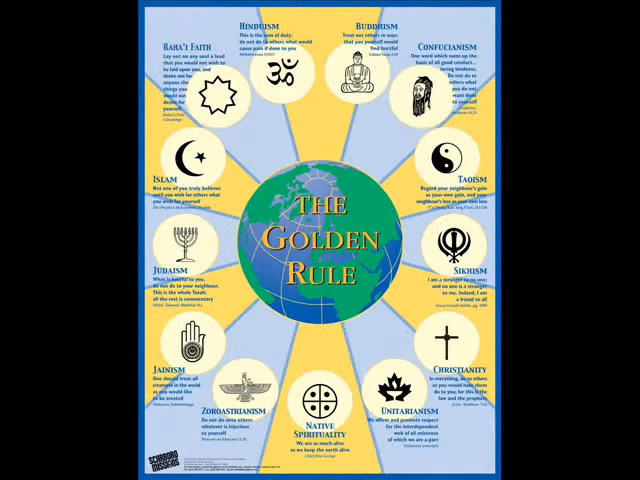 THE
GOLDEN
RULE
HINDUISM
This is the sum of duty:
do not do to others what would
cause pain if done to you
BUDDHISM
Treat not others in ways
that you yourself would
find hurtful
CONFUCIANISM
One word which sums up the
basis of all good conduct...
loving kindness.
Do not do to
others what
you do not
want done
to yourself
TAOISM
Regard your neighbour's gain
as your own gain, and your
neighbour's loss as your own loss
SIKHISM
I am a stranger to no one;
and no one is a stranger
to me. Indeed, I am
a friend to all
CHRISTIANITY
In everything, do to others
as you would have them
do to you; for this is the
law and the prophets
UNITARIANISM
We affirm and promote respect
for the interdependent
web of all existence
of which we are a part
Unitarian principle
NATIVE
SPIRITUALITY
We are as much alive
as we keep the earth alive
Chief Dan George
ZOROASTRIANISM
Do not do unto others
whatever is injurious
to yourself
JAINISM
One should treat all
creatures in the world
as one would like
to be treated
JUDAISM
What is hateful to you,
do not do to your neighbour.
This is the whole Torah;
all the rest is commentary
ISLAM
Not one of you truly believes
until you wish for others what
you wish for yourself
The Prophet Muhammad
BAHA'I FAITH
Lay not on any soul a load
that you would not wish to
be laid upon you, and
desire not for
anyone the
things you
would not
desire for
yourself
SCARBORO
MISSIONS